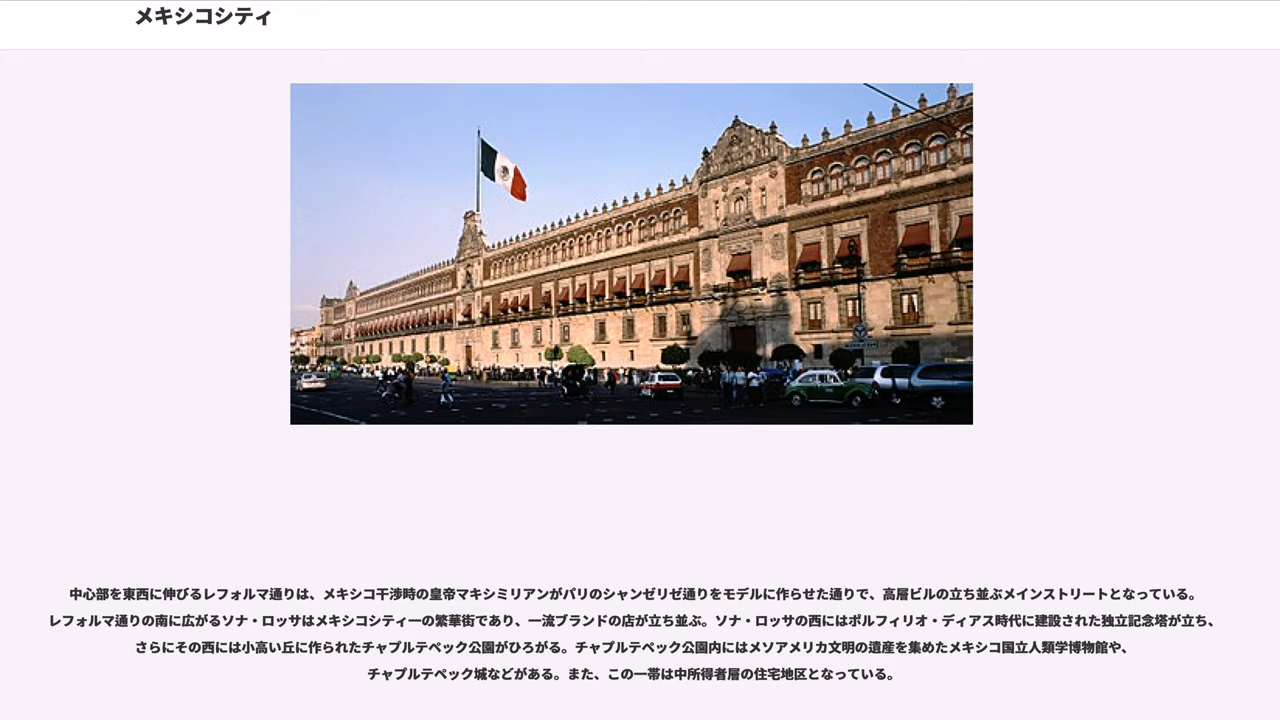 メキシコシティ
中心部を東西に伸びるレフォルマ通りは、メキシコ干渉時の皇帝マキシミリアンがパリのシャンゼリゼ通りをモデルに作らせた通りで、高層ビルの立ち並ぶメインストリートとなっている。
レフォルマ通りの南に広がるソナ・ロッサはメキシコシティ一の繁華街であり、一流ブランドの店が立ち並ぶ。ソナ・ロッサの西にはポルフィリオ・ディアス時代に建設された独立記念塔が立ち、
さらにその西には小高い丘に作られたチャプルテペック公園がひろがる。チャプルテペック公園内にはメソアメリカ文明の遺産を集めたメキシコ国立人類学博物館や、
チャプルテペック城などがある。また、この一帯は中所得者層の住宅地区となっている。